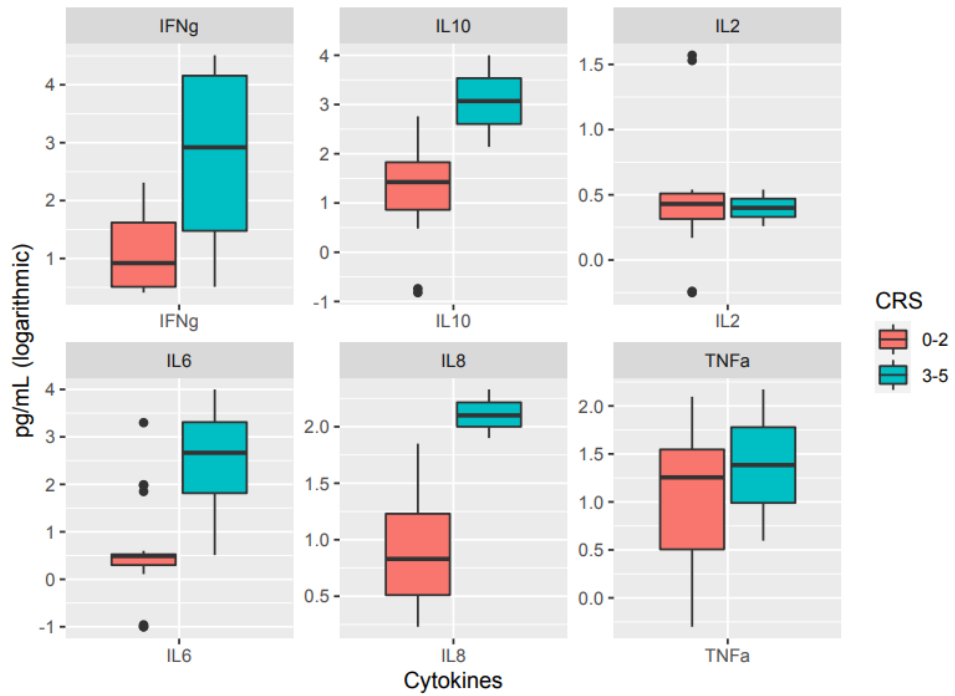 IFNg
IL10
IL2
4
3
2
1
4
3
2
1
0
-1
1.5
1.0
0.5
0.0
IFNg
IL10
IL2
IL6
IL8
TNFa
4
3
2
1
0
-1
2.0
1.5
1.0
0.5
2.0
1.5
1.0
0.5
0.0
IL6
IL8
TNFa
Cytokines
pg/mL (logarithmic)
CRS
0-2
3-5